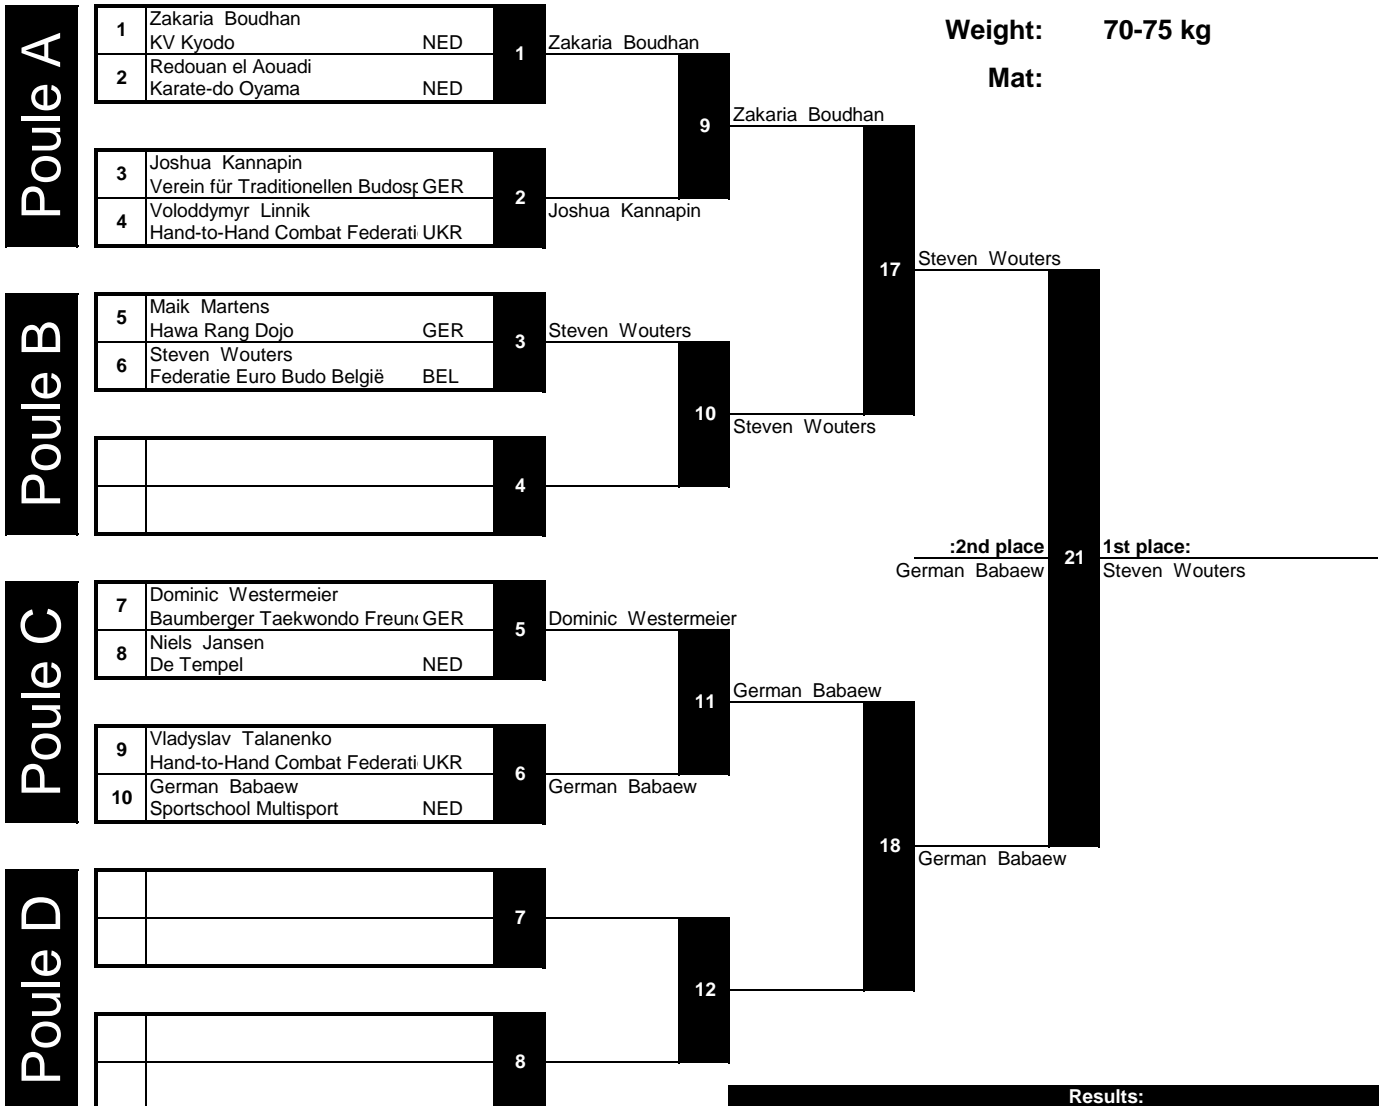 Weight: 70-75 kg
Mat:
Poule A
1 Zakaria Boudhan
KV Kyodo NED
2 Redouan el Aouadi
Karate-do Oyama NED
1
Zakaria Boudhan
3 Joshua Kannapin
Verein für Traditionellen Budosp GER
4 Voloddymyr Linnik
Hand-to-Hand Combat Federati UKR
2
Joshua Kannapin
9
Zakaria Boudhan
Poule B
5 Maik Martens
Hawa Rang Dojo GER
6 Steven Wouters
Federatie Euro Budo België BEL
3
Steven Wouters
4
10
Steven Wouters
17
Steven Wouters
Poule C
7 Dominic Westermeier
Baumberger Taekwondo Freund GER
8 Niels Jansen
De Tempel NED
5
Dominic Westermeier
9 Vladyslav Talanenko
Hand-to-Hand Combat Federati UKR
10 German Babaew
Sportschool Multisport NED
6
German Babaew
11
German Babaew
Poule D
7
8
12
18
German Babaew
:2nd place
German Babaew
21
1st place:
Steven Wouters
Results: